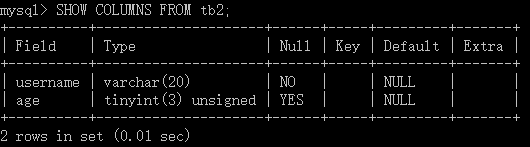 mysql> SHOW COLUMNS FROM tb2;
+----------+---------------------+------+-----+---------+-------+
| Field    | Type                | Null | Key | Default | Extra |
+----------+---------------------+------+-----+---------+-------+
| username | varchar(20)         | NO   |     | NULL    |       |
| age      | tinyint(3) unsigned | YES  |     | NULL    |       |
+----------+---------------------+------+-----+---------+-------+
2 rows in set (0.01 sec)